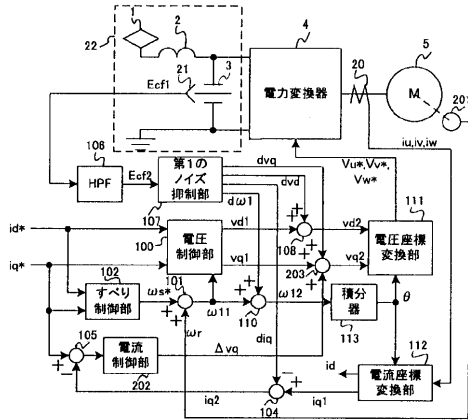 1
2
22
4
5
Ecf1
21
3
20
201
電力変換器
M
iu,iv,iw
106
HPF
Ecf2
第1の
ノイズ
抑制部
107
dvq
dvd
dω1
Vu*,Vv*,
Vw*
111
id*
iq*
100
電圧
制御部
vd1
vq1
108
vd2
203
vq2
電圧座標
変換部
102
すべり
制御部
ωs*
101
ωr
ω11
110
ω12
積分器
113
θ
diq
105
電流
制御部
202
Δvq
iq2
104
id
iq1
電流座標
変換部
112
+
+
+
+
+
+
+
+
+
+
-
-
+